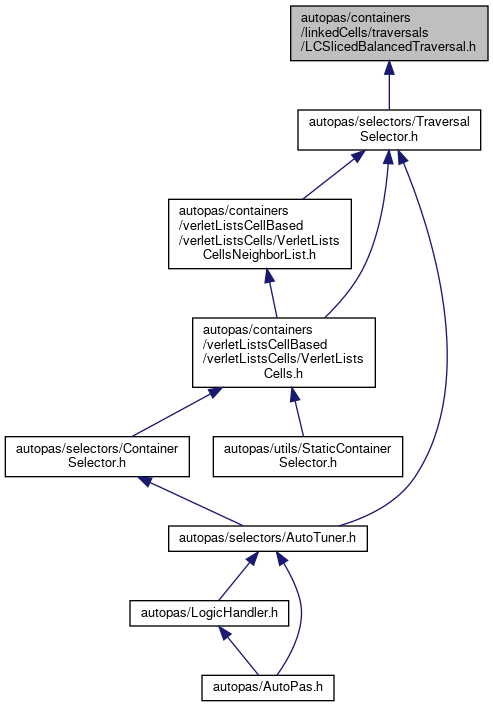 autopas/containers
/linkedCells/traversals
/LCSlicedBalancedTraversal.h
autopas/selectors/Traversal
Selector.h
autopas/containers
/verletListsCellBased
/verletListsCells/VerletLists
CellsNeighborList.h
autopas/containers
/verletListsCellBased
/verletListsCells/VerletLists
Cells.h
autopas/selectors/Container
Selector.h
autopas/utils/StaticContainer
Selector.h
autopas/selectors/AutoTuner.h
autopas/LogicHandler.h
autopas/AutoPas.h